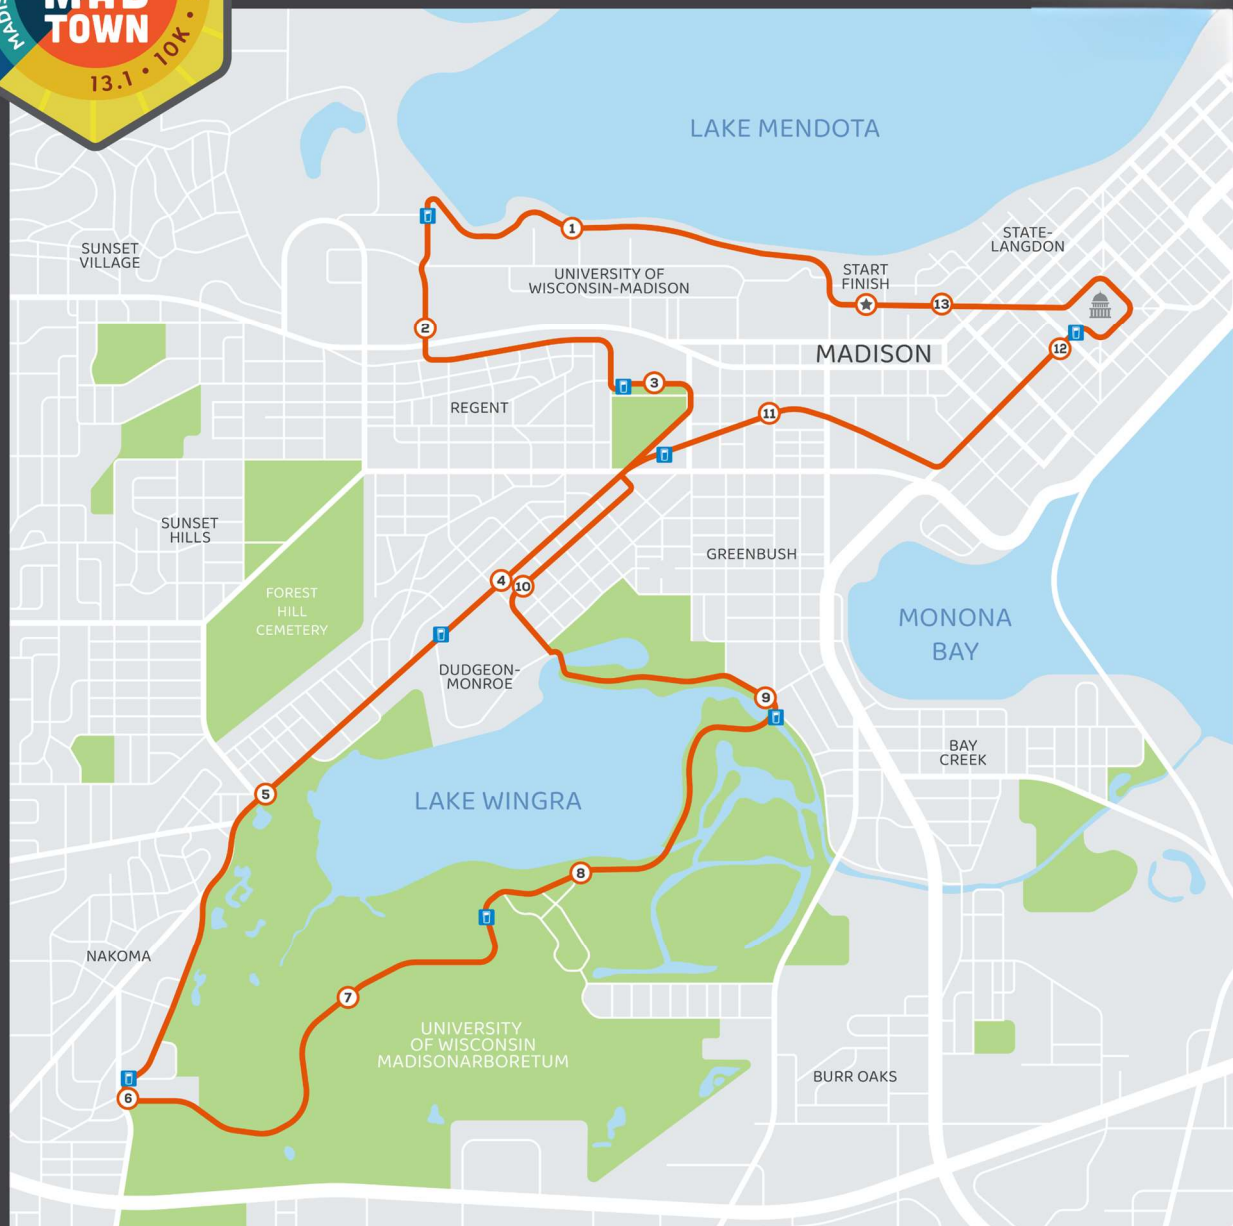 MAD
TOWN
MADIS
13.1 • 10K •
LAKE MENDOTA
STATE-
LANGDON
SUNSET
VILLAGE
1
UNIVERSITY OF
WISCONSIN-MADISON
START
FINISH
13
2
12
MADISON
3
REGENT
11
SUNSET
HILLS
GREENBUSH
4
10
FOREST
HILL
CEMETERY
MONONA
BAY
DUDGEON-
MONROE
9
BAY
CREEK
5
LAKE WINGRA
8
NAKOMA
7
UNIVERSITY
OF WISCONSIN
MADISONARBORETUM
BURR OAKS
6